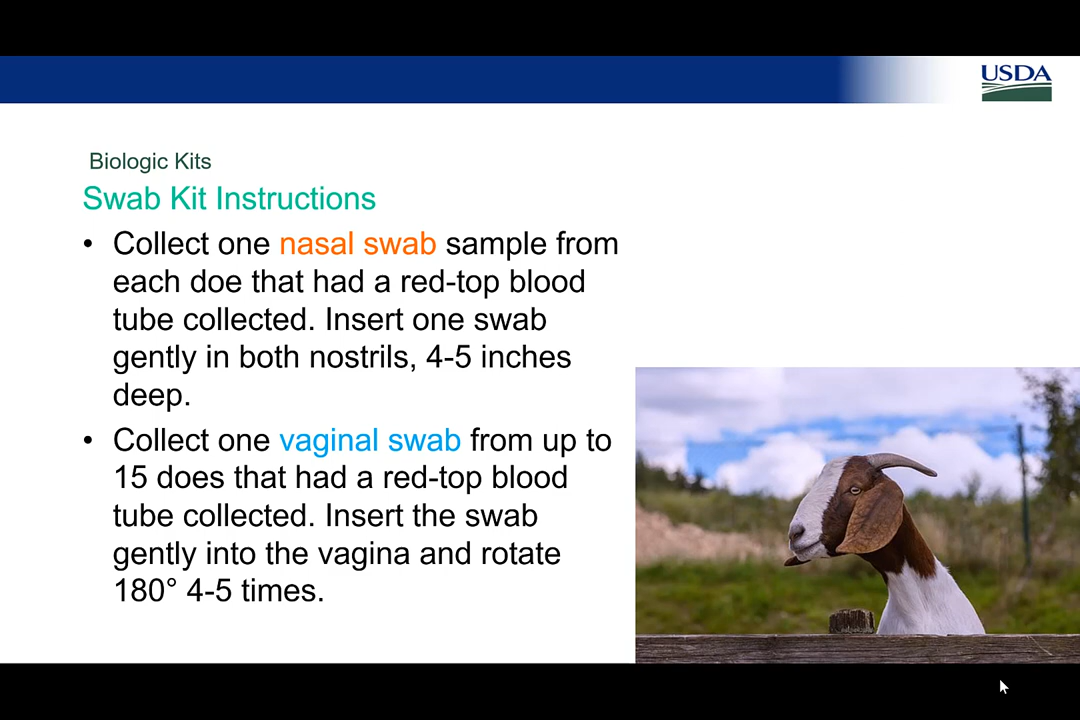 USDA
Biologic Kits
Swab Kit Instructions
• Collect one nasal swab sample from
each doe that had a red-top blood
tube collected. Insert one swab
gently in both nostrils, 4-5 inches
deep.
• Collect one vaginal swab from up to
15 does that had a red-top blood
tube collected. Insert the swab
gently into the vagina and rotate
180° 4-5 times.